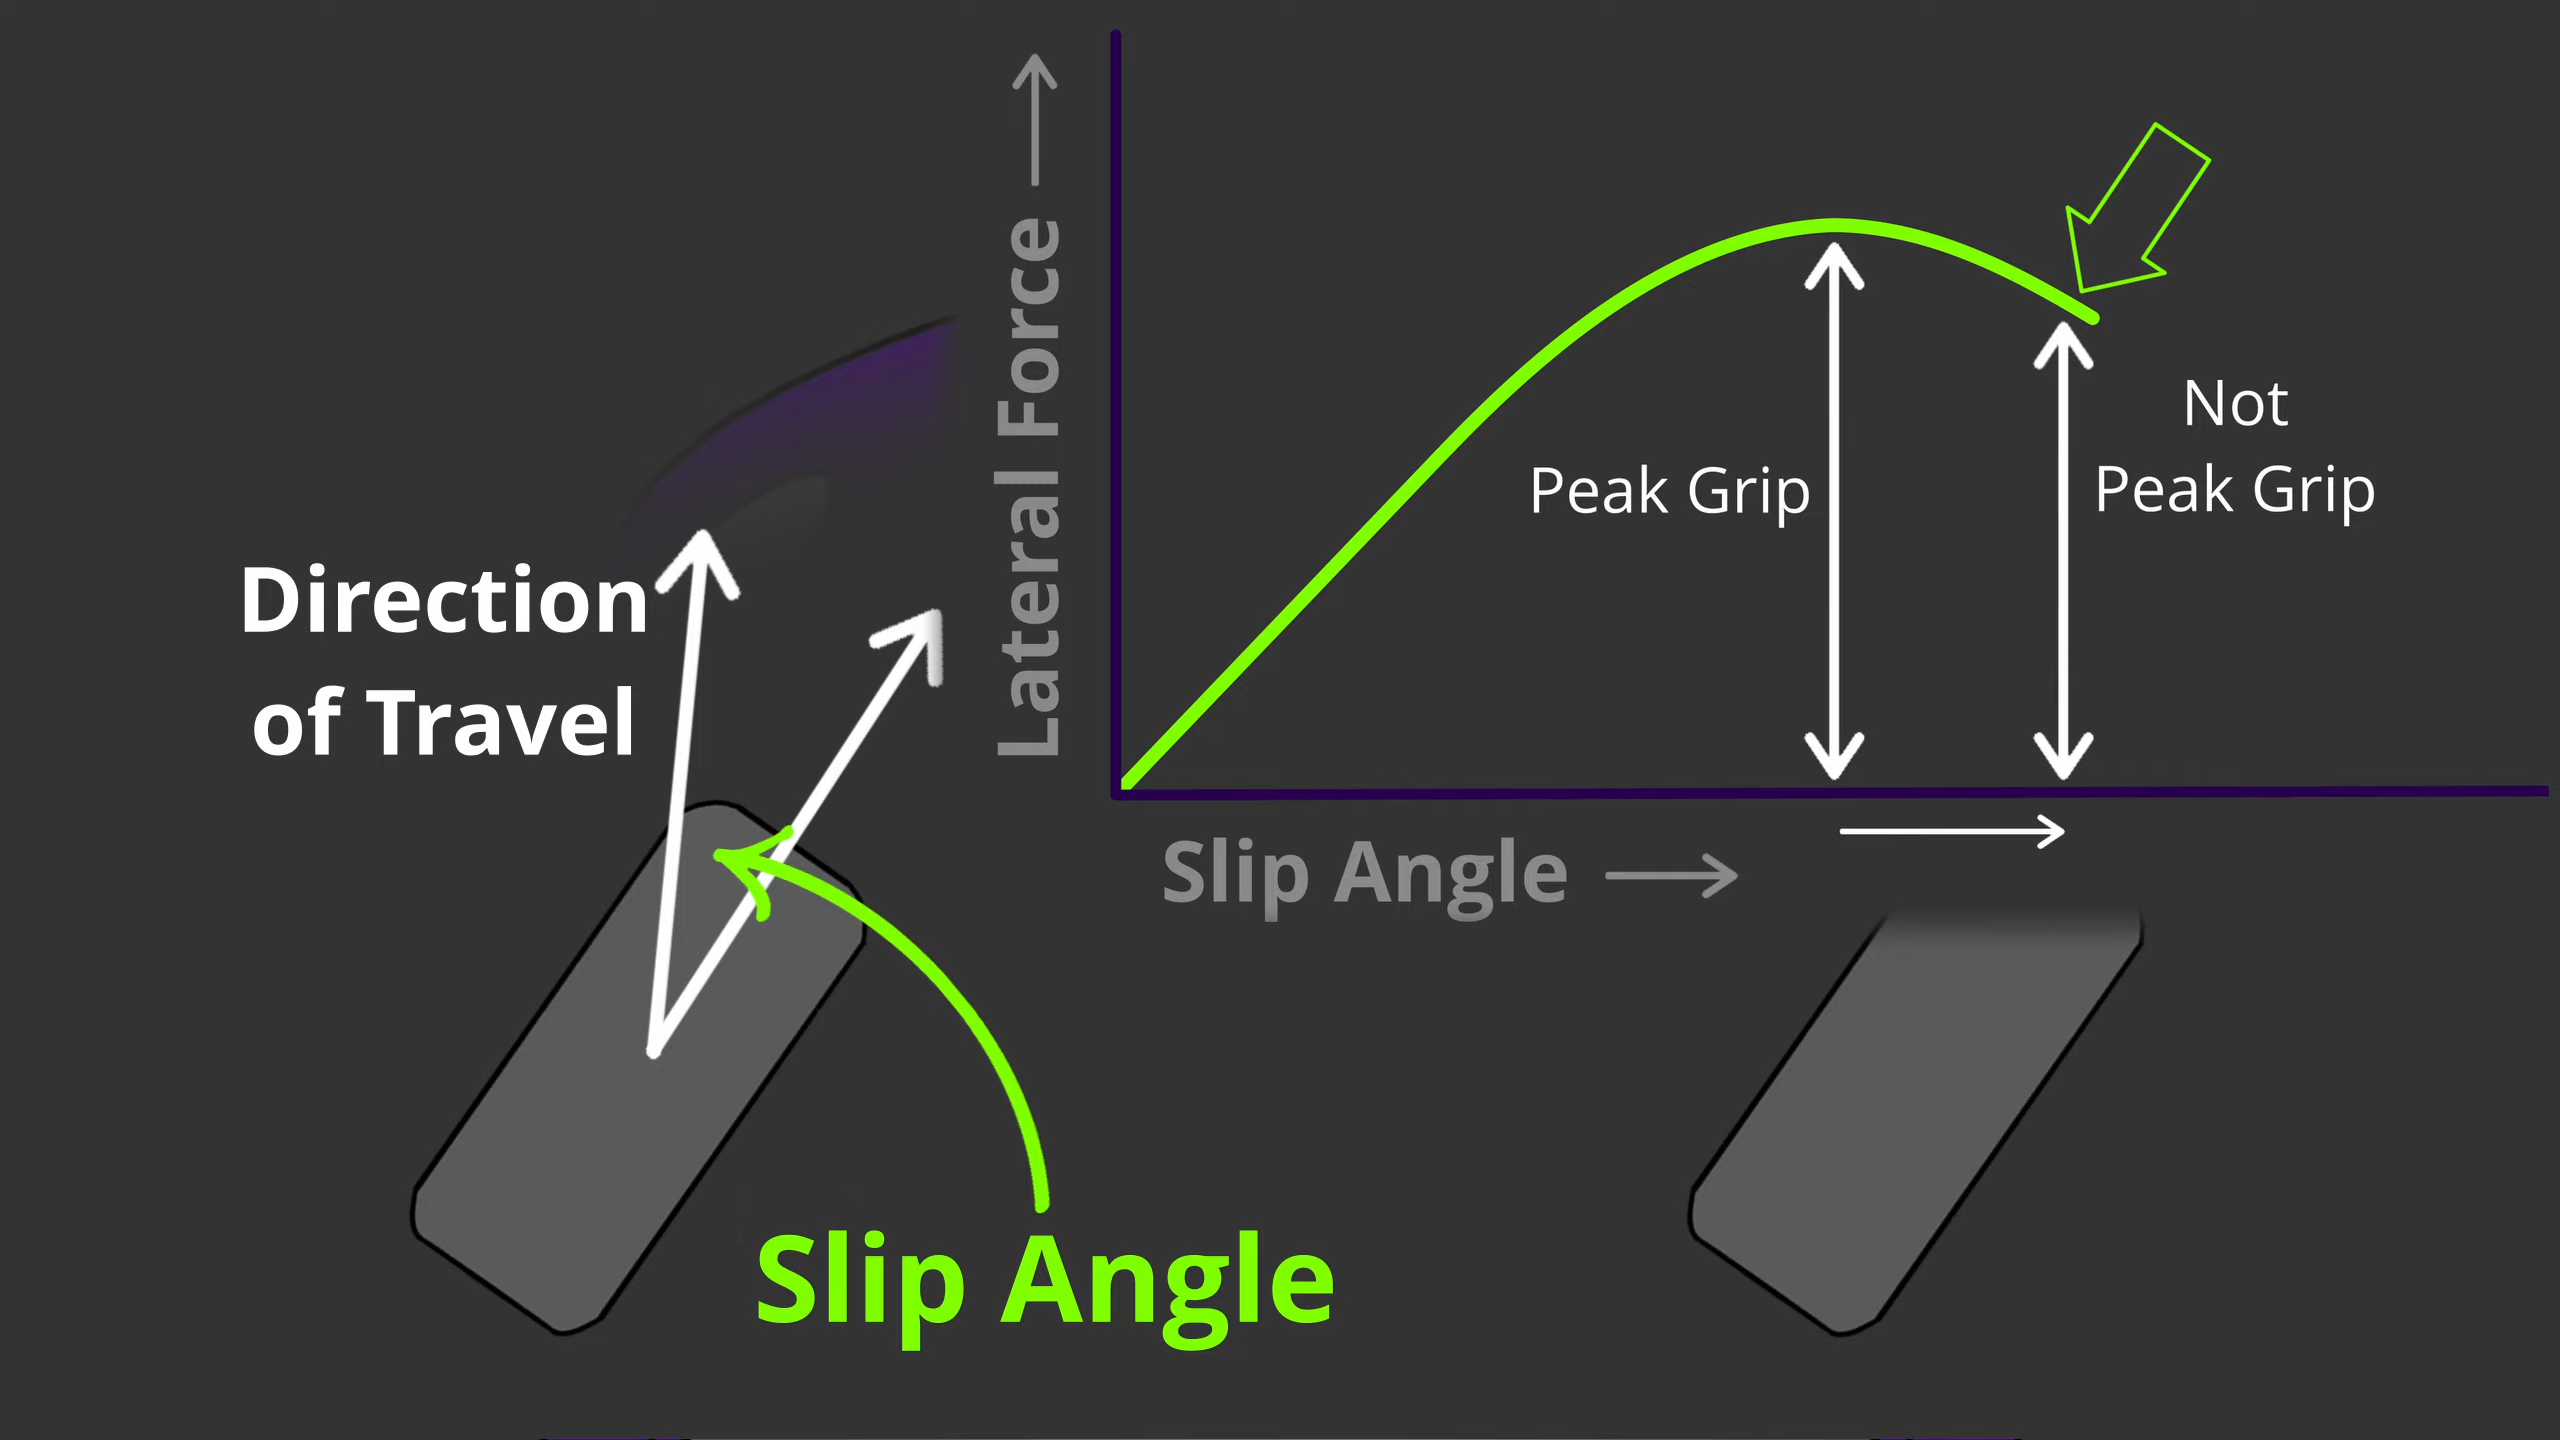 Direction
of Travel
Lateral Force
Peak Grip
Not
Peak Grip
Slip Angle
Slip Angle